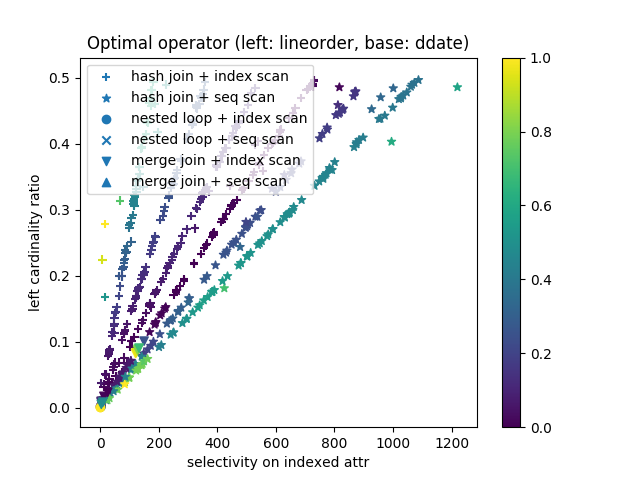 Optimal operator (left: lineorder, base: ddate)
hash join + index scan
hash join + seq scan
nested loop + index scan
nested loop + seq scan
merge join + index scan
merge join + seq scan
left cardinality ratio
0.5
0.4
0.3
0.2
0.1
0.0
0 200 400 600 800 1000 1200
selectivity on indexed attr
1.0
0.8
0.6
0.4
0.2
0.0